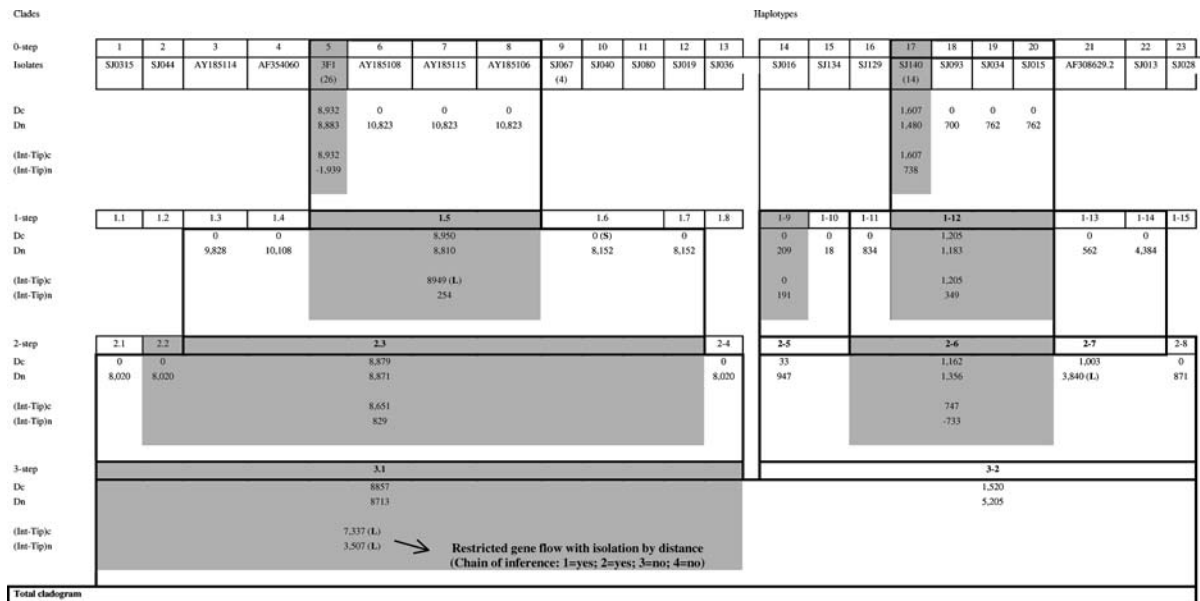 Clades Haplotypes
0-step 1 2 3 4 5 6 7 8 9 10 11 12 13 14 15 16 17 18 19 20 21 22 23
Isolates SJ0315 SJ044 AY185114 AF354060 3F1 AY185108 AY185115 AY185106 SJ067 SJ040 SJ080 SJ019 SJ036 SJ016 SJ134 SJ129 SJ140 SJ093 SJ034 SJ015 AF308629.2 SJ013 SJ028
(26) (4) (14)
Dc 8,932 0 0 0 1,607 0 0 0
Dn 8,883 10,823 10,823 10,823 1,480 700 762 762
(Int-Tip)c 8,932 1,607
(Int-Tip)n -1,939 738
1-step 1.1 1.2 1.3 1.4 1.5 1.6 1.7 1.8 1-9 1-10 1-11 1-12 1-13 1-14 1-15
Dc 0 0 8,950 0 (S) 0 0 0 0 1,205 0 0
Dn 9,828 10,108 8,810 8,152 8,152 209 18 834 1,183 562 4,384
(Int-Tip)c 8949 (L) 0 1,205
(Int-Tip)n 254 191 349
2-step 2.1 2.2 2.3 2-4 2-5 2-6 2-7 2-8
Dc 0 0 8,879 0 33 1,162 1,003 0
Dn 8,020 8,020 8,871 8,020 947 1,356 3,840 (L) 871
(Int-Tip)c 8,651 747
(Int-Tip)n 829 -733
3-step 3.1 3-2
Dc 8857 1,520
Dn 8713 5,205
(Int-Tip)c 7,337 (L)
(Int-Tip)n 3,507 (L) Restricted gene flow with isolation by distance
(Chain of inference: 1=yes; 2=yes; 3=no; 4=no)
Total cladogram